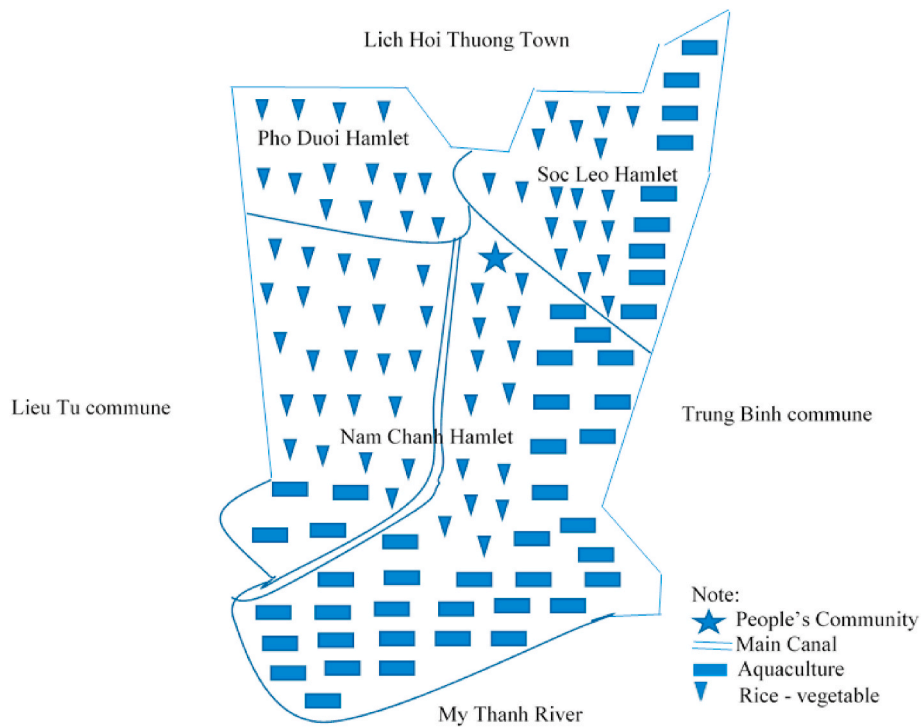 Lich Hoi Thuong Town
Pho Duoi Hamlet
Soc Leo Hamlet
Lieu Tu commune
Trung Binh commune
Nam Chanh Hamlet
Note:
People's Community
Main Canal
Aquaculture
Rice - vegetable
My Thanh River